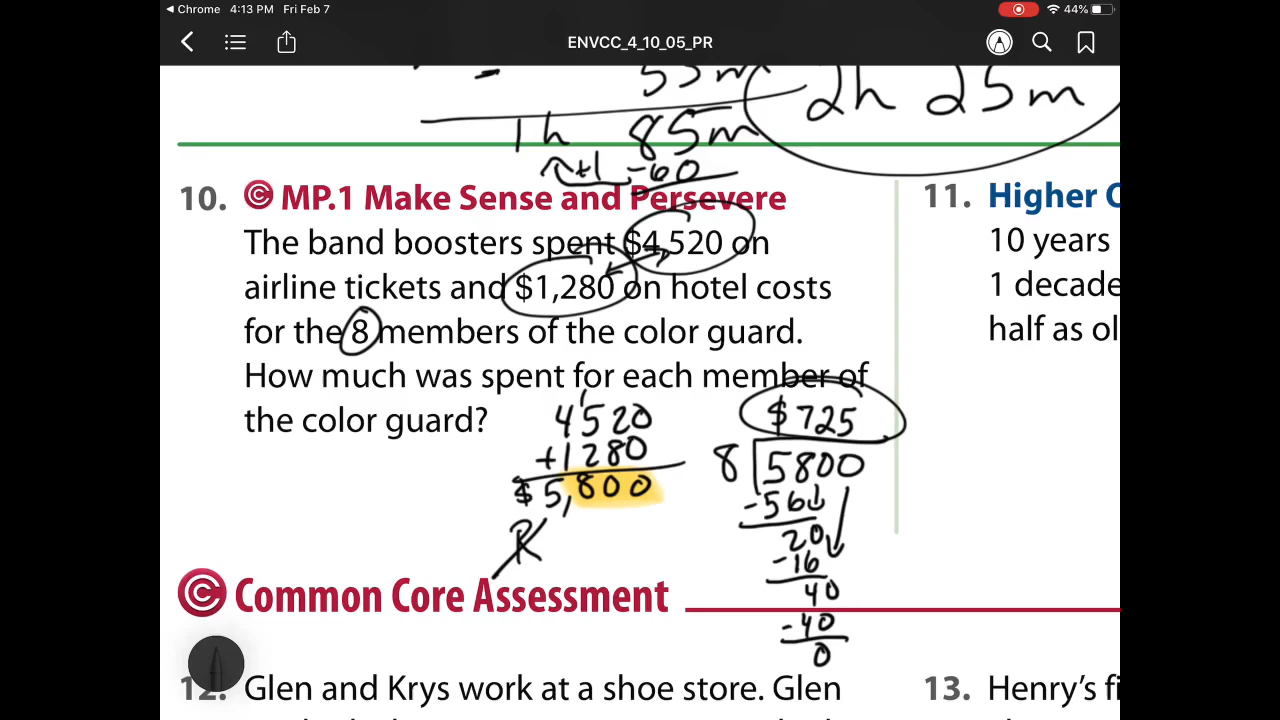 Chrome 4:13 PM Fri Feb 7 44%
ENVCC_4_10_05_PR
2h 25m
1h 85m
+1 -60
10. MP.1 Make Sense and Persevere
The band boosters spent $4,520 on
airline tickets and $1,280 on hotel costs
for the 8 members of the color guard.
How much was spent for each member of
the color guard?
4520
+1280
$5,800
R
$725
8 5800
-56
20
-16
40
-40
0
11. Higher
10 years
1 decade
half as
Common Core Assessment
12. Glen and Krys work at a shoe store. Glen
13. Henry's